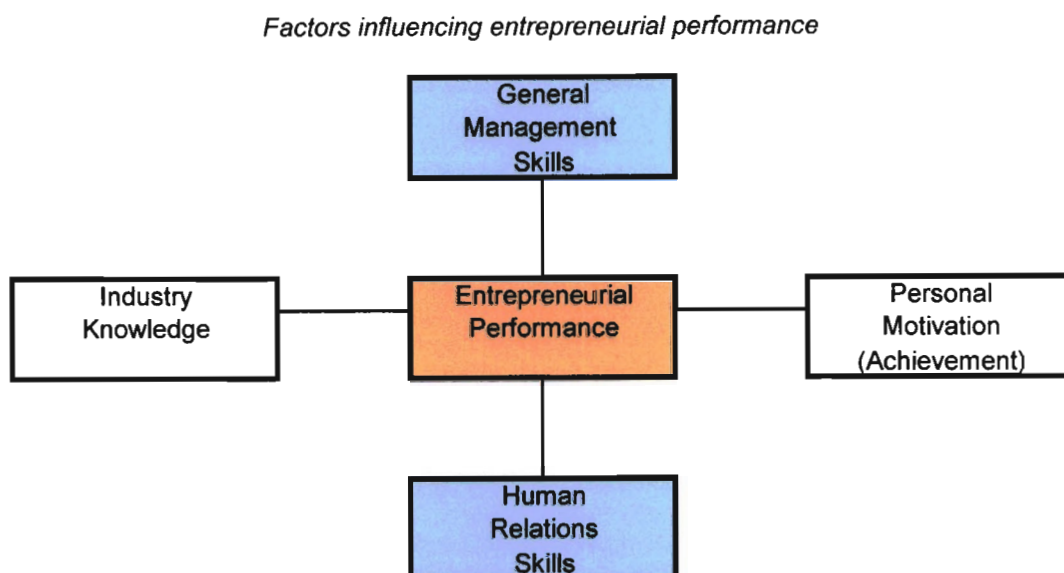 Factors influencing entrepreneurial performance
General
Management
Skills
Industry
Knowledge
Entrepreneurial
Performance
Personal
Motivation
(Achievement)
Human
Relations
Skills